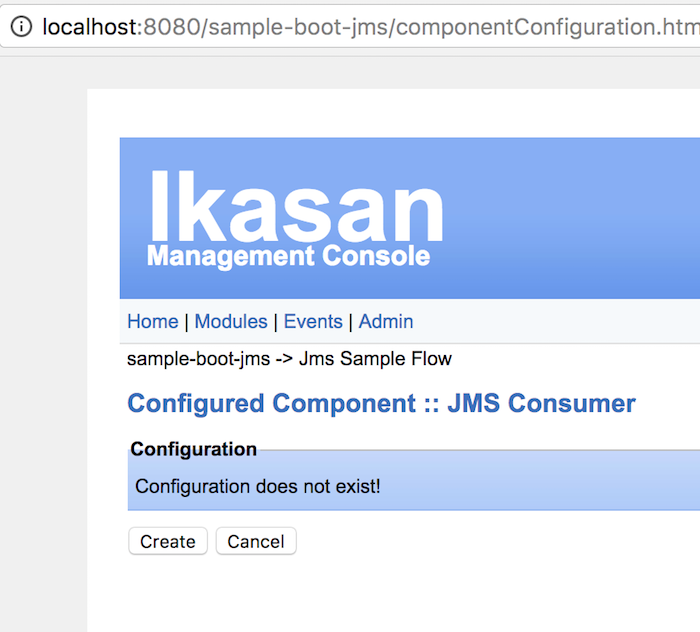 localhost:8080/sample-boot-jms/componentConfiguration.htm
Ikasan
Management Console
Home | Modules | Events | Admin
sample-boot-jms -> Jms Sample Flow
Configured Component :: JMS Consumer
Configuration
Configuration does not exist!
Create Cancel